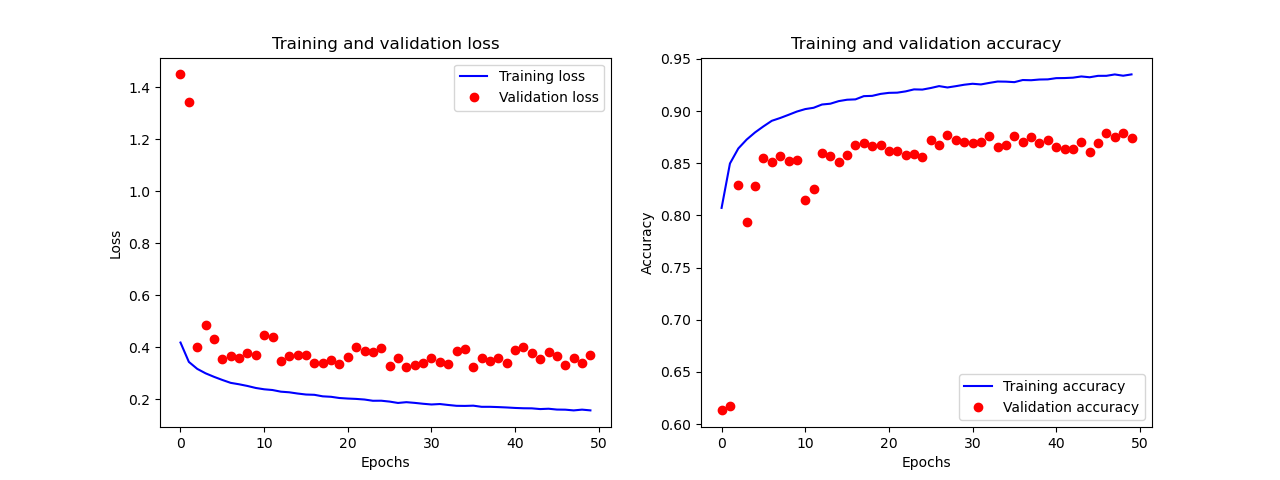 Training and validation loss
Training loss
Validation loss
1.4
1.2
1.0
0.8
0.6
0.4
0.2
Loss
0 10 20 30 40 50
Epochs
Training and validation accuracy
0.95
0.90
0.85
0.80
0.75
0.70
0.65
0.60
Accuracy
Training accuracy
Validation accuracy
0 10 20 30 40 50
Epochs